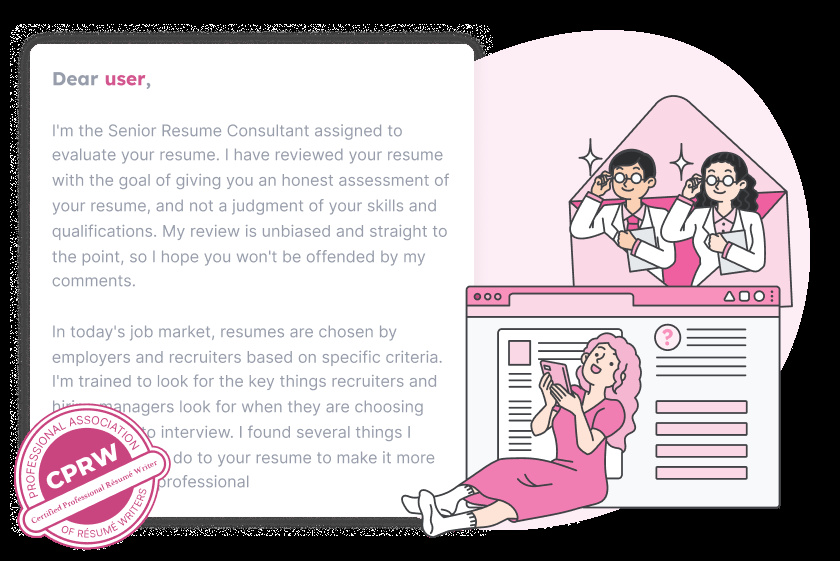 Dear user,
I'm the Senior Resume Consultant assigned to
evaluate your resume. I have reviewed your resume
with the goal of giving you an honest assessment of
your resume, and not a judgment of your skills and
qualifications. My review is unbiased and straight to
the point, so I hope you won't be offended by my
comments.
In today's job market, resumes are chosen by
employers and recruiters based on specific criteria.
I'm trained to look for the key things recruiters and
managers look for when they are choosing
to interview. I found several things I
do to your resume to make it more
professional
PROFESSIONAL ASSOCIATION
CPRW
Certified Professional Résumé Writer
OF RÉSUMÉ WRITERS
?